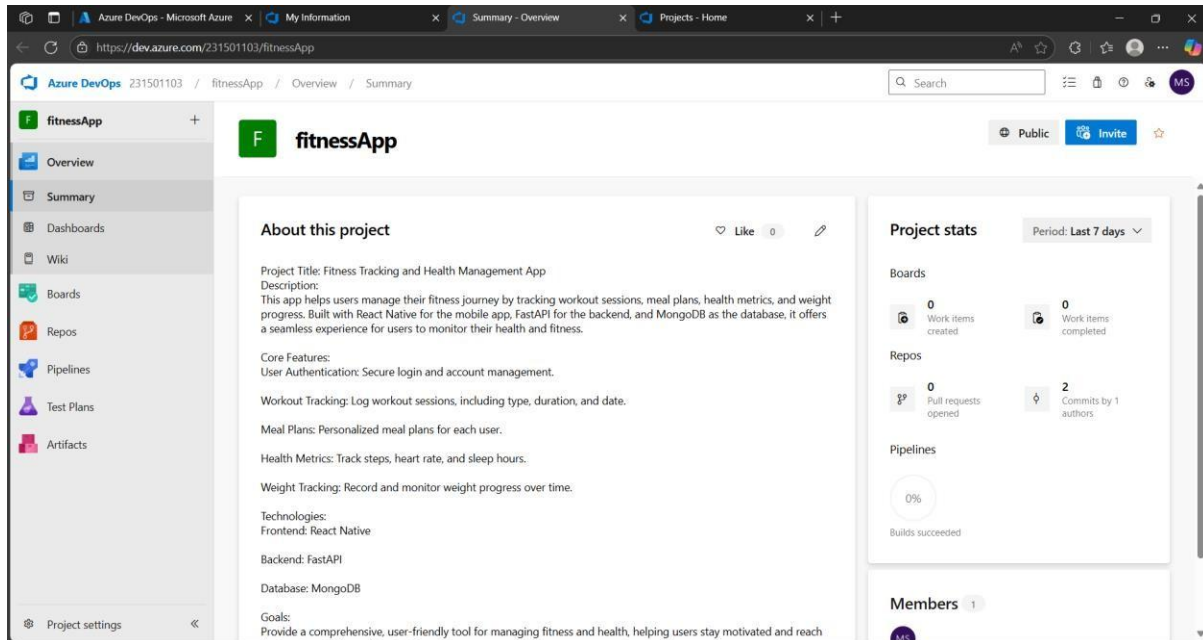 Azure DevOps - Microsoft Azure
My Information
Summary - Overview
Projects - Home
https://dev.azure.com/231501103/fitnessApp
Azure DevOps 231501103 / fitnessApp / Overview / Summary
Search
MS
F fitnessApp
Overview
Summary
Dashboards
Wiki
Boards
Repos
Pipelines
Test Plans
Artifacts
Project settings
F fitnessApp
Public
Invite
About this project
Like 0
Project Title: Fitness Tracking and Health Management App
Description:
This app helps users manage their fitness journey by tracking workout sessions, meal plans, health metrics, and weight
progress. Built with React Native for the mobile app, FastAPI for the backend, and MongoDB as the database, it offers
a seamless experience for users to monitor their health and fitness.
Core Features:
User Authentication: Secure login and account management.
Workout Tracking: Log workout sessions, including type, duration, and date.
Meal Plans: Personalized meal plans for each user.
Health Metrics: Track steps, heart rate, and sleep hours.
Weight Tracking: Record and monitor weight progress over time.
Technologies:
Frontend: React Native
Backend: FastAPI
Database: MongoDB
Goals:
Provide a comprehensive, user-friendly tool for managing fitness and health, helping users stay motivated and reach
Project stats
Period: Last 7 days
Boards
0
Work items
created
0
Work items
completed
Repos
0
Pull requests
opened
2
Commits by 1
authors
Pipelines
0%
Builds succeeded
Members 1
MS